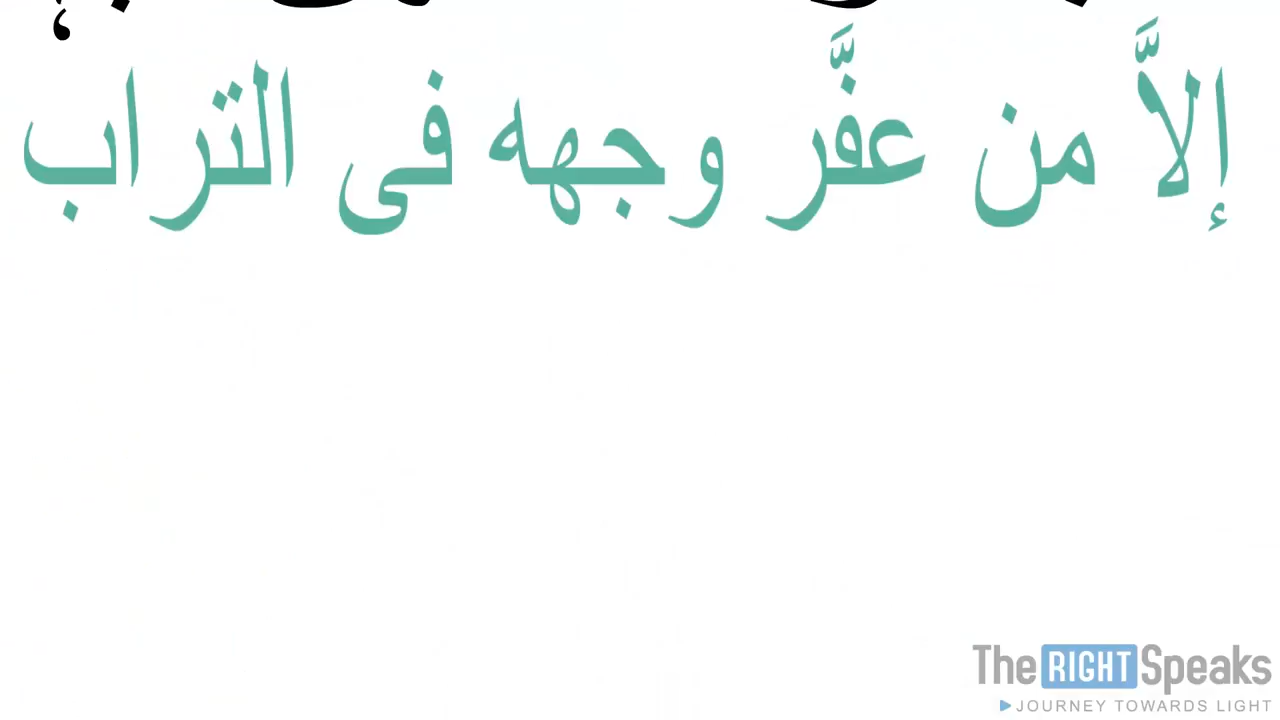 إلاَّ من عفَّر وجهه فى التراب
The RIGHT Speaks
JOURNEY TOWARDS LIGHT